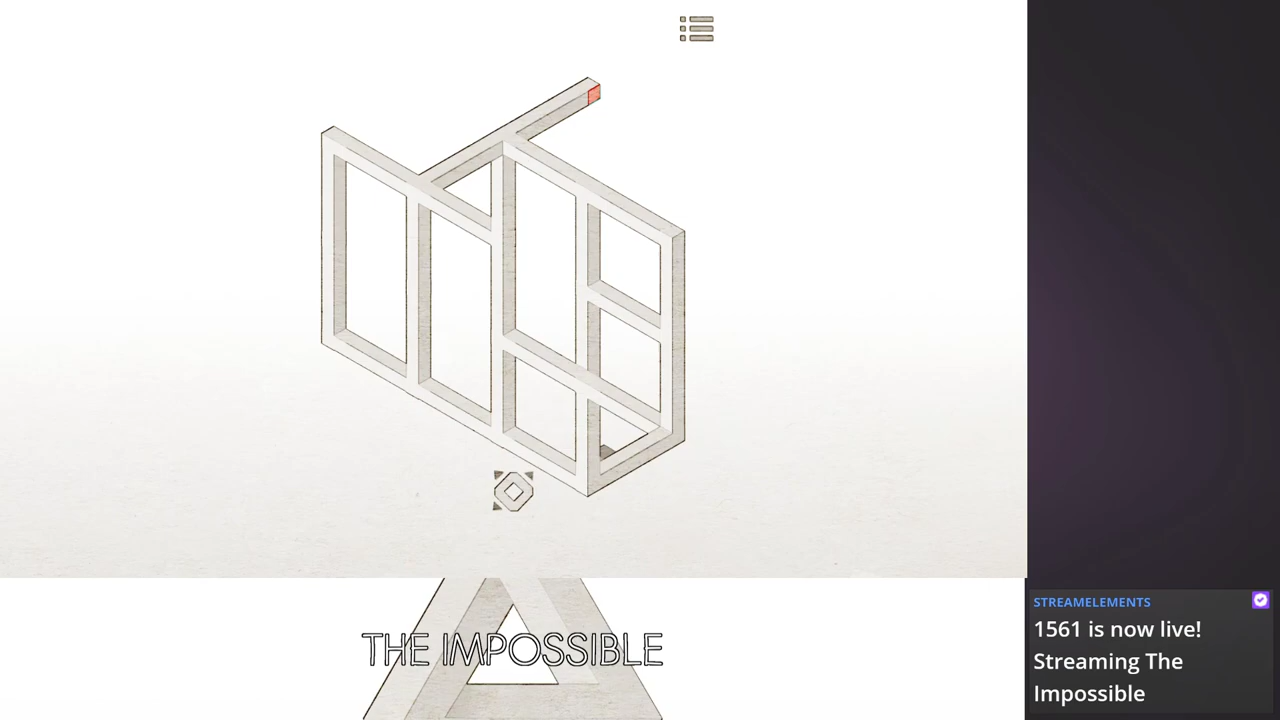 THE IMPOSSIBLE
STREAMELEMENTS
1561 is now live!
Streaming The
Impossible